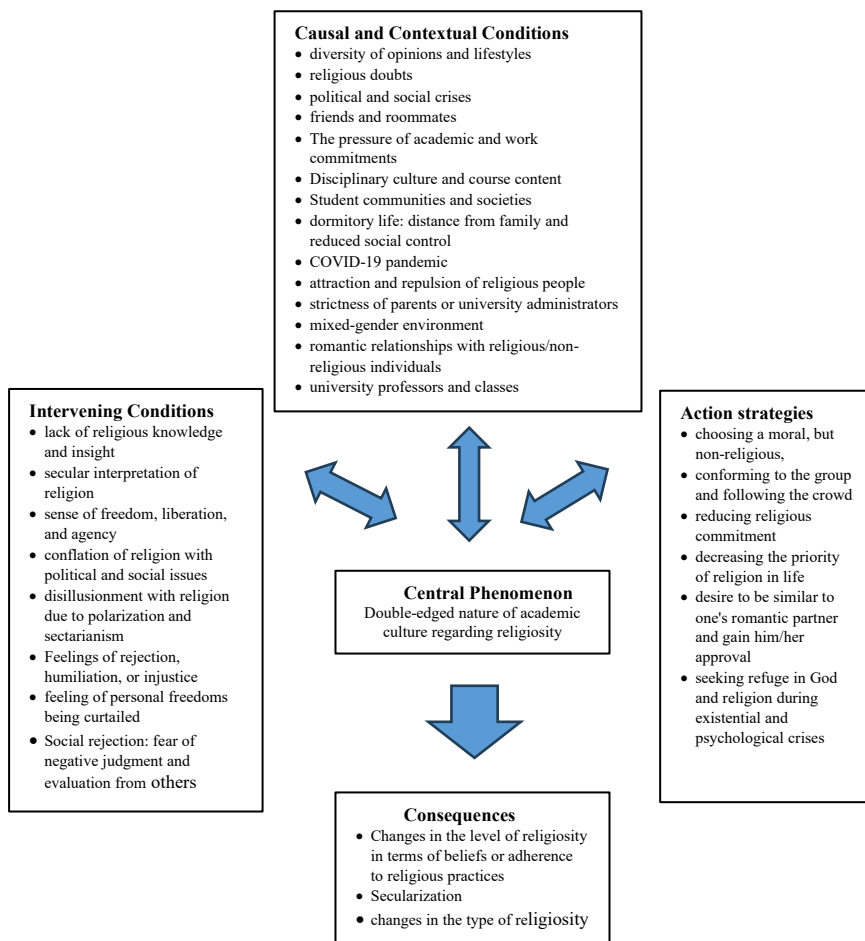 Causal and Contextual Conditions
• diversity of opinions and lifestyles
• religious doubts
• political and social crises
• friends and roommates
• The pressure of academic and work
commitments
• Disciplinary culture and course content
• Student communities and societies
• dormitory life: distance from family and
reduced social control
• COVID-19 pandemic
• attraction and repulsion of religious people
• strictness of parents or university administrators
• mixed-gender environment
• romantic relationships with religious/non-
religious individuals
• university professors and classes
Intervening Conditions
• lack of religious knowledge
and insight
• secular interpretation of
religion
• sense of freedom, liberation,
and agency
• conflation of religion with
political and social issues
• disillusionment with religion
due to polarization and
sectarianism
• Feelings of rejection,
humiliation, or injustice
• feeling of personal freedoms
being curtailed
• Social rejection: fear of
negative judgment and
evaluation from others
Central Phenomenon
Double-edged nature of academic
culture regarding religiosity
Action strategies
• choosing a moral, but
non-religious,
• conforming to the group
and following the crowd
• reducing religious
commitment
• decreasing the priority
of religion in life
• desire to be similar to
one's romantic partner
and gain him/her
approval
• seeking refuge in God
and religion during
existential and
psychological crises
Consequences
• Changes in the level of religiosity
in terms of beliefs or adherence
to religious practices
• Secularization
• changes in the type of religiosity